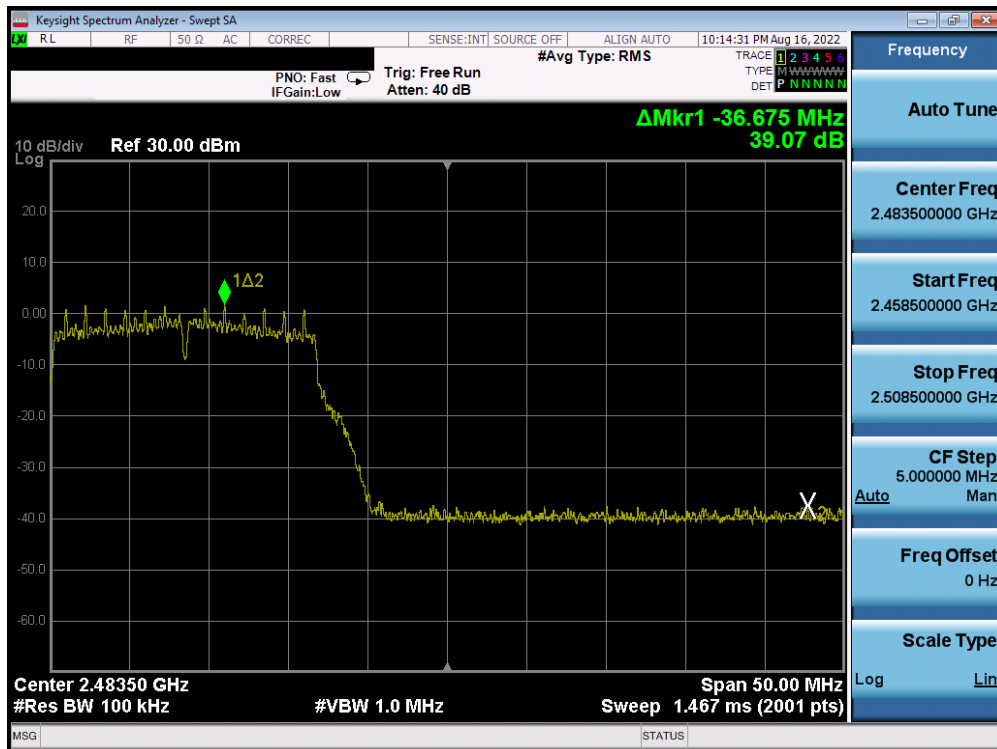 Keysight Spectrum Analyzer - Swept SA
LXI RL RF 50 Ω AC CORREC SENSE:INT SOURCE OFF ALIGN AUTO 10:14:31 PM Aug 16, 2022
#Avg Type: RMS
TRACE 1 2 3 4 5 6
TYPE M WWWWW
DET P N N N N N
PNO: Fast
IFGain:Low
Trig: Free Run
Atten: 40 dB
ΔMkr1 -36.675 MHz
39.07 dB
10 dB/div Ref 30.00 dBm
Log
20.0
10.0
1Δ2
0.00
-10.0
-20.0
-30.0
-40.0
X2
-50.0
-60.0
Center 2.48350 GHz Span 50.00 MHz
#Res BW 100 kHz #VBW 1.0 MHz Sweep 1.467 ms (2001 pts)
MSG STATUS
Frequency
Auto Tune
Center Freq
2.483500000 GHz
Start Freq
2.458500000 GHz
Stop Freq
2.508500000 GHz
CF Step
5.000000 MHz
Auto Man
Freq Offset
0 Hz
Scale Type
Log Lin